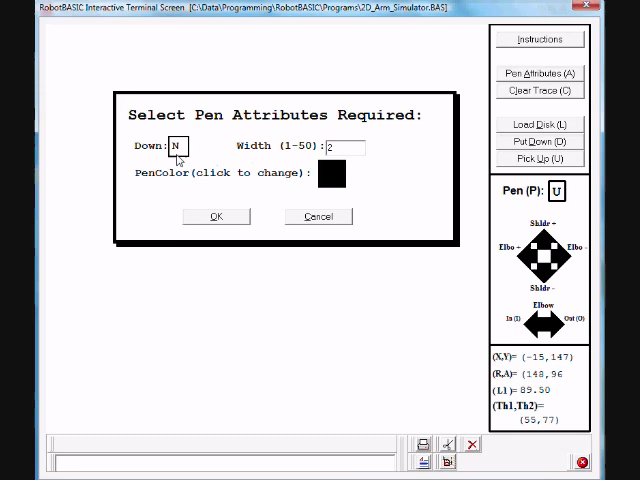 RobotBASIC Interactive Terminal Screen [C:\Data\Programming\RobotBASIC\Programs\2D_Arm_Simulator.BAS]
Instructions
Pen Attributes (A)
Clear Trace (C)
Load Disk (L)
Put Down (D)
Pick Up (U)
Select Pen Attributes Required:
Down: N Width (1-50): 2
PenColor(click to change):
OK Cancel
Pen (P): U
Shldr +
Elbo + Elbo -
Shldr -
Elbow
In (I) Out (O)
(X,Y)= (-15,147)
(R,A)= (148,96
(L1)= 89.50
(Th1,Th2)=
(55,77)